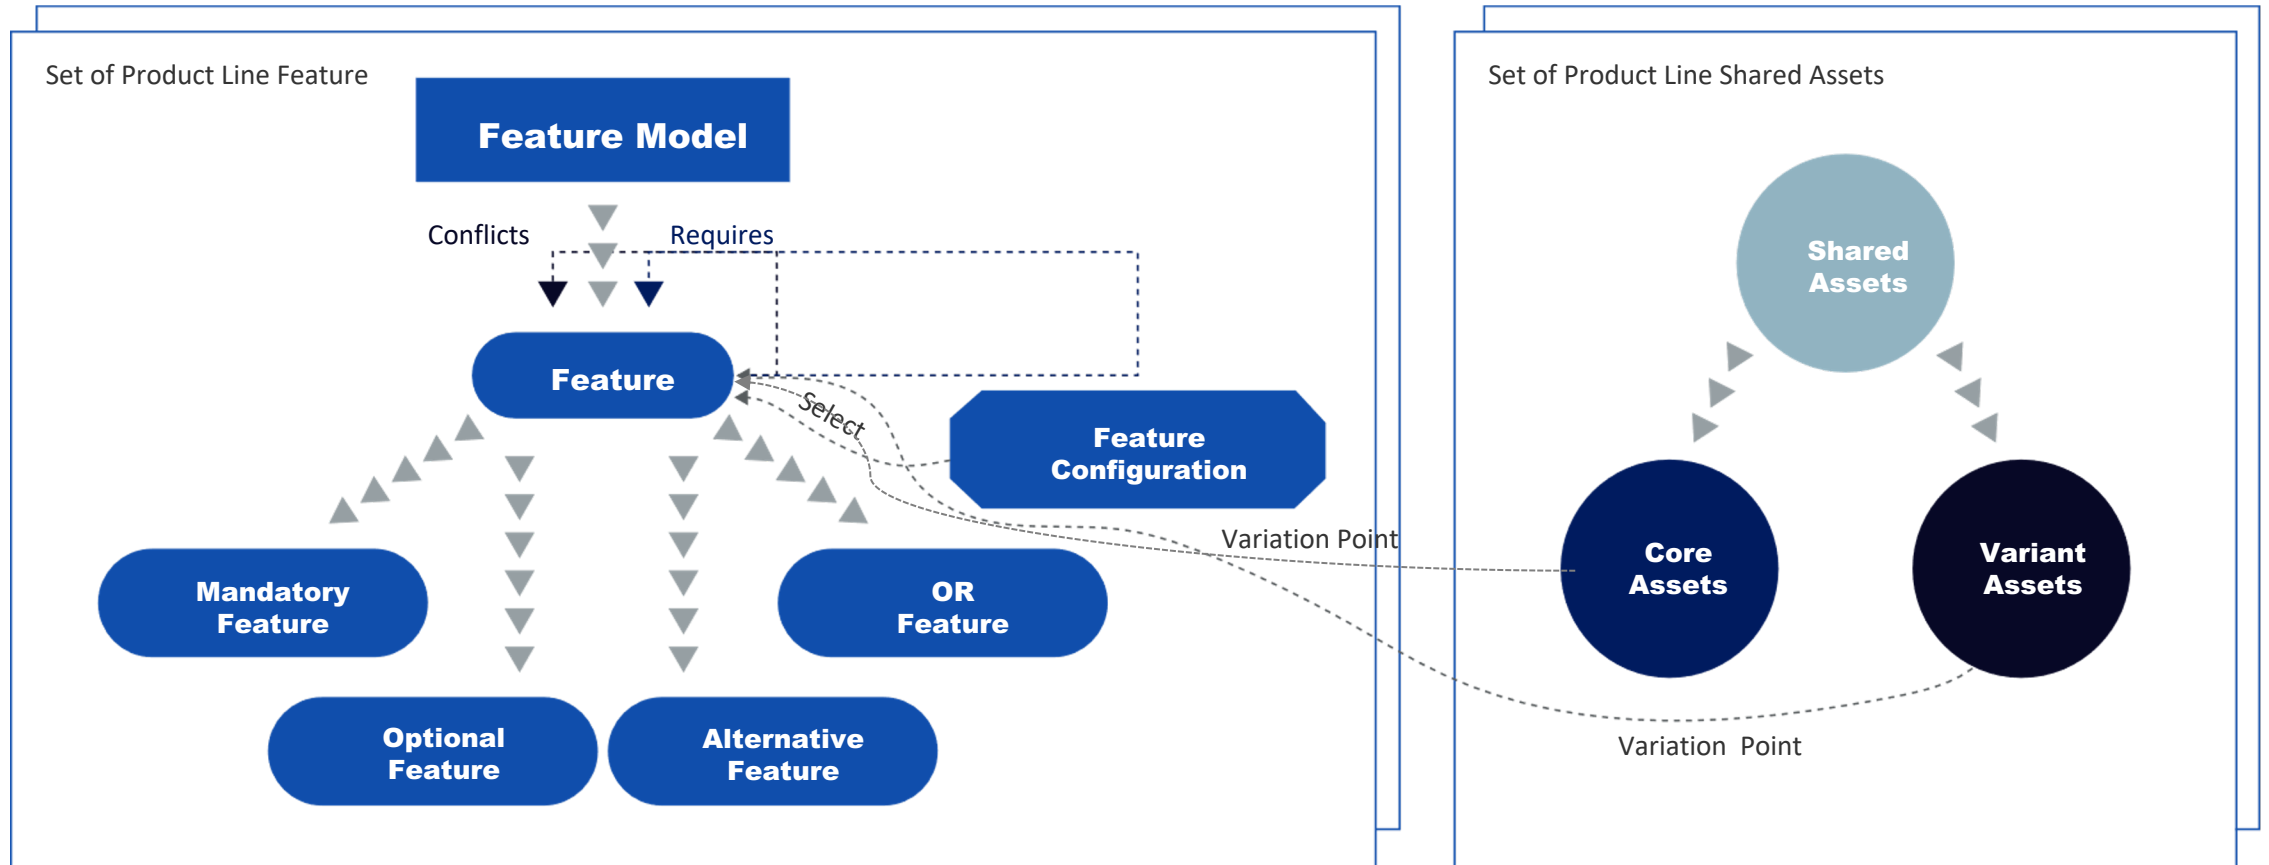 Set of Product Line Feature
Feature Model
Conflicts
Requires
Feature
Select
Feature
Configuration
Mandatory
Feature
OR
Feature
Optional
Feature
Alternative
Feature
Variation Point
Set of Product Line Shared Assets
Shared
Assets
Core
Assets
Variant
Assets
Variation  Point